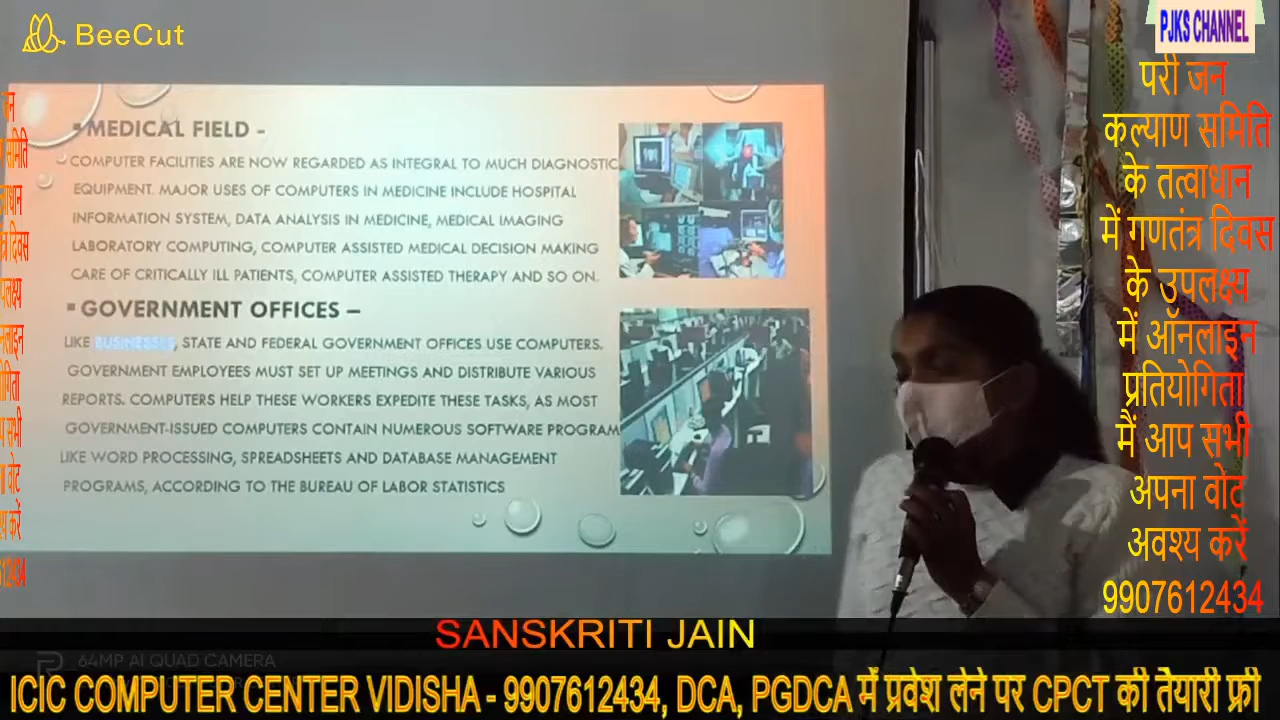 BeeCut
PJKS CHANNEL
MEDICAL FIELD -
COMPUTER FACILITIES ARE NOW REGARDED AS INTEGRAL TO MUCH DIAGNOSTIC
EQUIPMENT. MAJOR USES OF COMPUTERS IN MEDICINE INCLUDE HOSPITAL
INFORMATION SYSTEM, DATA ANALYSIS IN MEDICINE, MEDICAL IMAGING
LABORATORY COMPUTING, COMPUTER ASSISTED MEDICAL DECISION MAKING
CARE OF CRITICALLY ILL PATIENTS, COMPUTER ASSISTED THERAPY AND SO ON.
GOVERNMENT OFFICES –
LIKE BUSINESSES, STATE AND FEDERAL GOVERNMENT OFFICES USE COMPUTERS.
GOVERNMENT EMPLOYEES MUST SET UP MEETINGS AND DISTRIBUTE VARIOUS
REPORTS. COMPUTERS HELP THESE WORKERS EXPEDITE THESE TASKS, AS MOST
GOVERNMENT-ISSUED COMPUTERS CONTAIN NUMEROUS SOFTWARE PROGRAM
LIKE WORD PROCESSING, SPREADSHEETS AND DATABASE MANAGEMENT
PROGRAMS, ACCORDING TO THE BUREAU OF LABOR STATISTICS
परी जन
कल्याण समिति
के तत्वाधान
में गणतंत्र दिवस
के उपलक्ष्य
में ऑनलाइन
प्रतियोगिता
मैं आप सभी
अपना वोट
अवश्य करें
9907612434
SANSKRITI JAIN
64MP AI QUAD CAMERA
ICIC COMPUTER CENTER VIDISHA - 9907612434, DCA, PGDCA में प्रवेश लेने पर CPCT की तैयारी फ्री